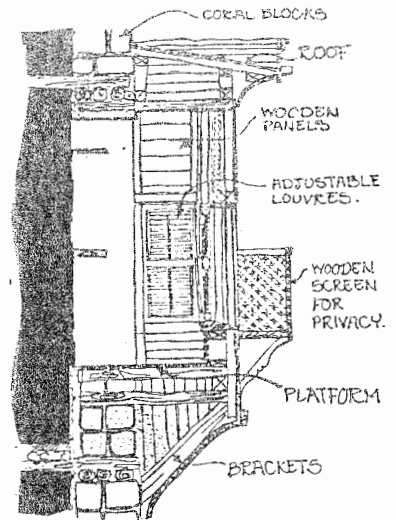 CORAL BLOCKS
ROOF
WOODEN
PANELS
ADJUSTABLE
LOUVRES.
WOODEN
SCREEN
FOR
PRIVACY.
PLATFORM
BRACKETS